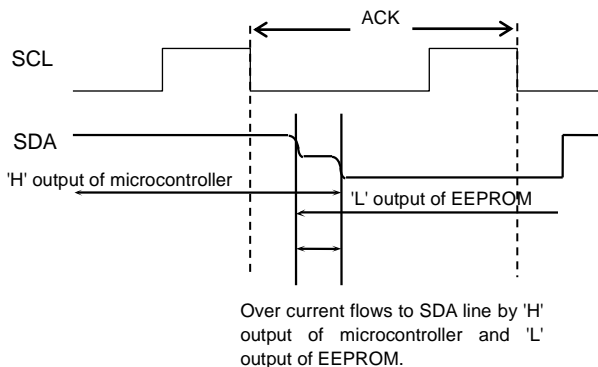 ACK
SCL
SDA
'H' output of microcontroller
'L' output of EEPROM
Over current flows to SDA line by 'H'
output of microcontroller and 'L'
output of EEPROM.